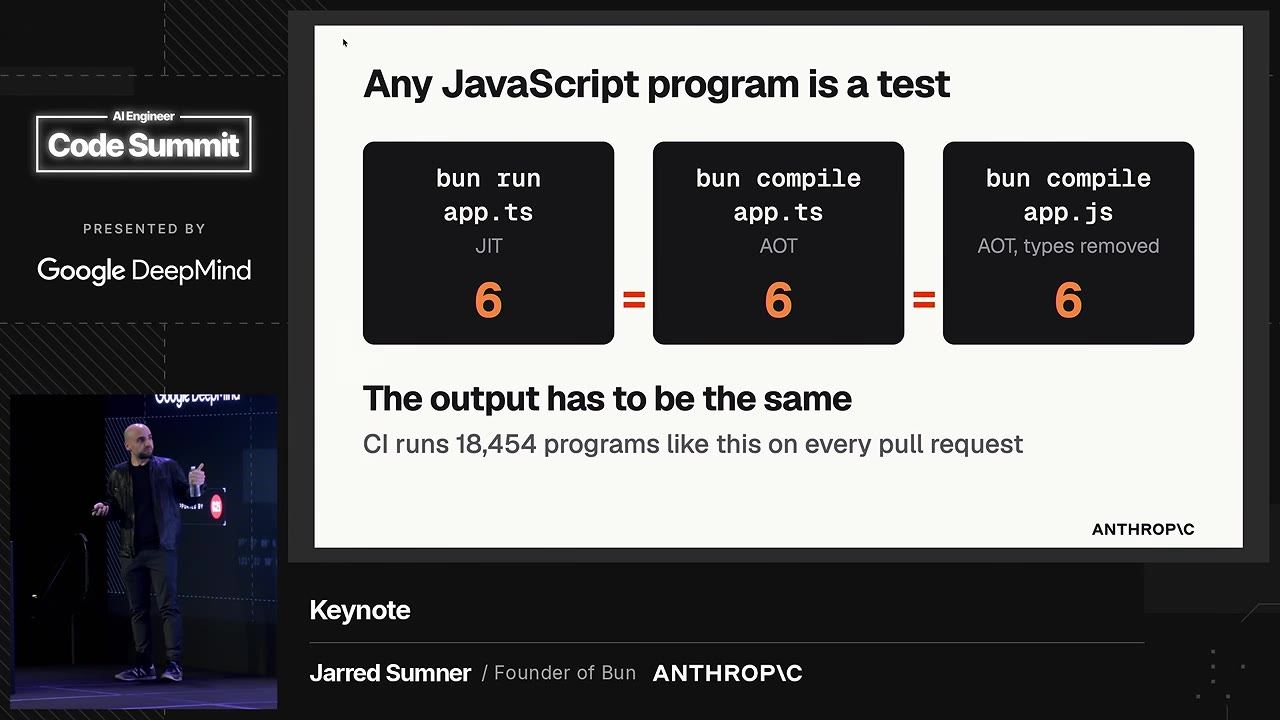 AI Engineer
Code Summit
PRESENTED BY
Google DeepMind
Any JavaScript program is a test
bun run
app.ts
JIT
6
=
bun compile
app.ts
AOT
6
=
bun compile
app.js
AOT, types removed
6
The output has to be the same
CI runs 18,454 programs like this on every pull request
ANTHROP\C
Google DeepMind
Keynote
Jarred Sumner / Founder of Bun ANTHROP\C